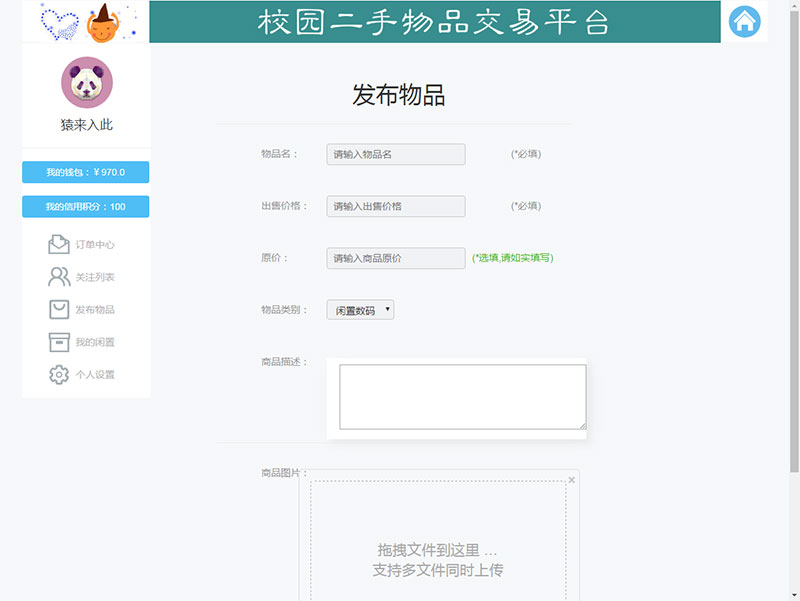 校园二手物品交易平台
猿来入此
我的钱包：￥970.0
我的信用积分：100
订单中心
关注列表
发布物品
我的闲置
个人设置
发布物品
物品名： 请输入物品名 (*必填)
出售价格： 请输入出售价格 (*必填)
原价： 请输入商品原价 (*选填,请如实填写)
物品类别： 闲置数码
商品描述：
商品图片：
拖拽文件到这里 …
支持多文件同时上传